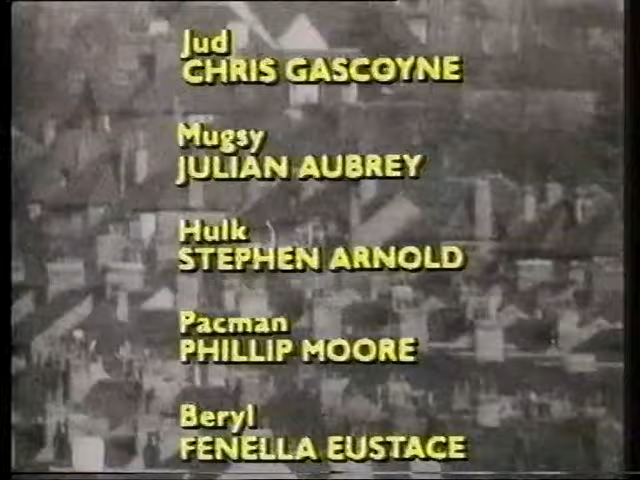 Jud
CHRIS GASCOYNE
Mugsy
JULIAN AUBREY
Hulk
STEPHEN ARNOLD
Pacman
PHILLIP MOORE
Beryl
FENELLA EUSTACE